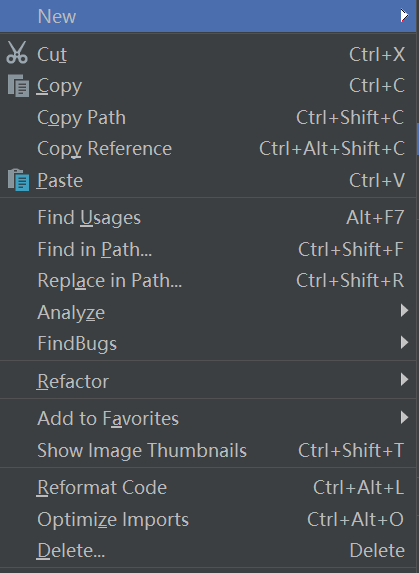 New
Cut Ctrl+X
Copy Ctrl+C
Copy Path Ctrl+Shift+C
Copy Reference Ctrl+Alt+Shift+C
Paste Ctrl+V
Find Usages Alt+F7
Find in Path... Ctrl+Shift+F
Replace in Path... Ctrl+Shift+R
Analyze
FindBugs
Refactor
Add to Favorites
Show Image Thumbnails Ctrl+Shift+T
Reformat Code Ctrl+Alt+L
Optimize Imports Ctrl+Alt+O
Delete... Delete